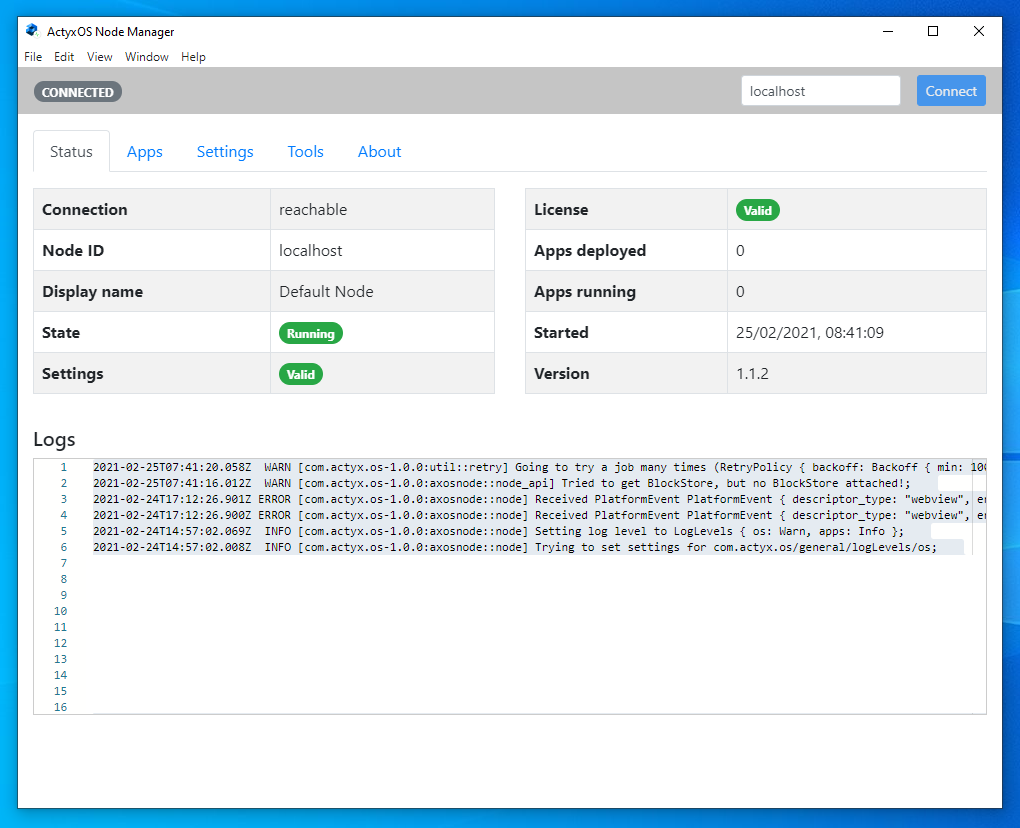 ActyxOS Node Manager
File Edit View Window Help
CONNECTED localhost Connect
Status Apps Settings Tools About
Connection reachable
Node ID localhost
Display name Default Node
State Running
Settings Valid
License Valid
Apps deployed 0
Apps running 0
Started 25/02/2021, 08:41:09
Version 1.1.2
Logs
1 2021-02-25T07:41:20.058Z WARN [com.actyx.os-1.0.0:util::retry] Going to try a job many times (RetryPolicy { backoff: Backoff { min: 100
2 2021-02-25T07:41:16.012Z WARN [com.actyx.os-1.0.0:axosnode::node_api] Tried to get BlockStore, but no BlockStore attached!;
3 2021-02-24T17:12:26.901Z ERROR [com.actyx.os-1.0.0:axosnode::node] Received PlatformEvent PlatformEvent { descriptor_type: "webview",
4 2021-02-24T17:12:26.900Z ERROR [com.actyx.os-1.0.0:axosnode::node] Received PlatformEvent PlatformEvent { descriptor_type: "webview",
5 2021-02-24T14:57:02.069Z INFO [com.actyx.os-1.0.0:axosnode::node] Setting log level to LogLevels { os: Warn, apps: Info };
6 2021-02-24T14:57:02.008Z INFO [com.actyx.os-1.0.0:axosnode::node] Trying to set settings for com.actyx.os/general/logLevels/os;
7
8
9
10
11
12
13
14
15
16